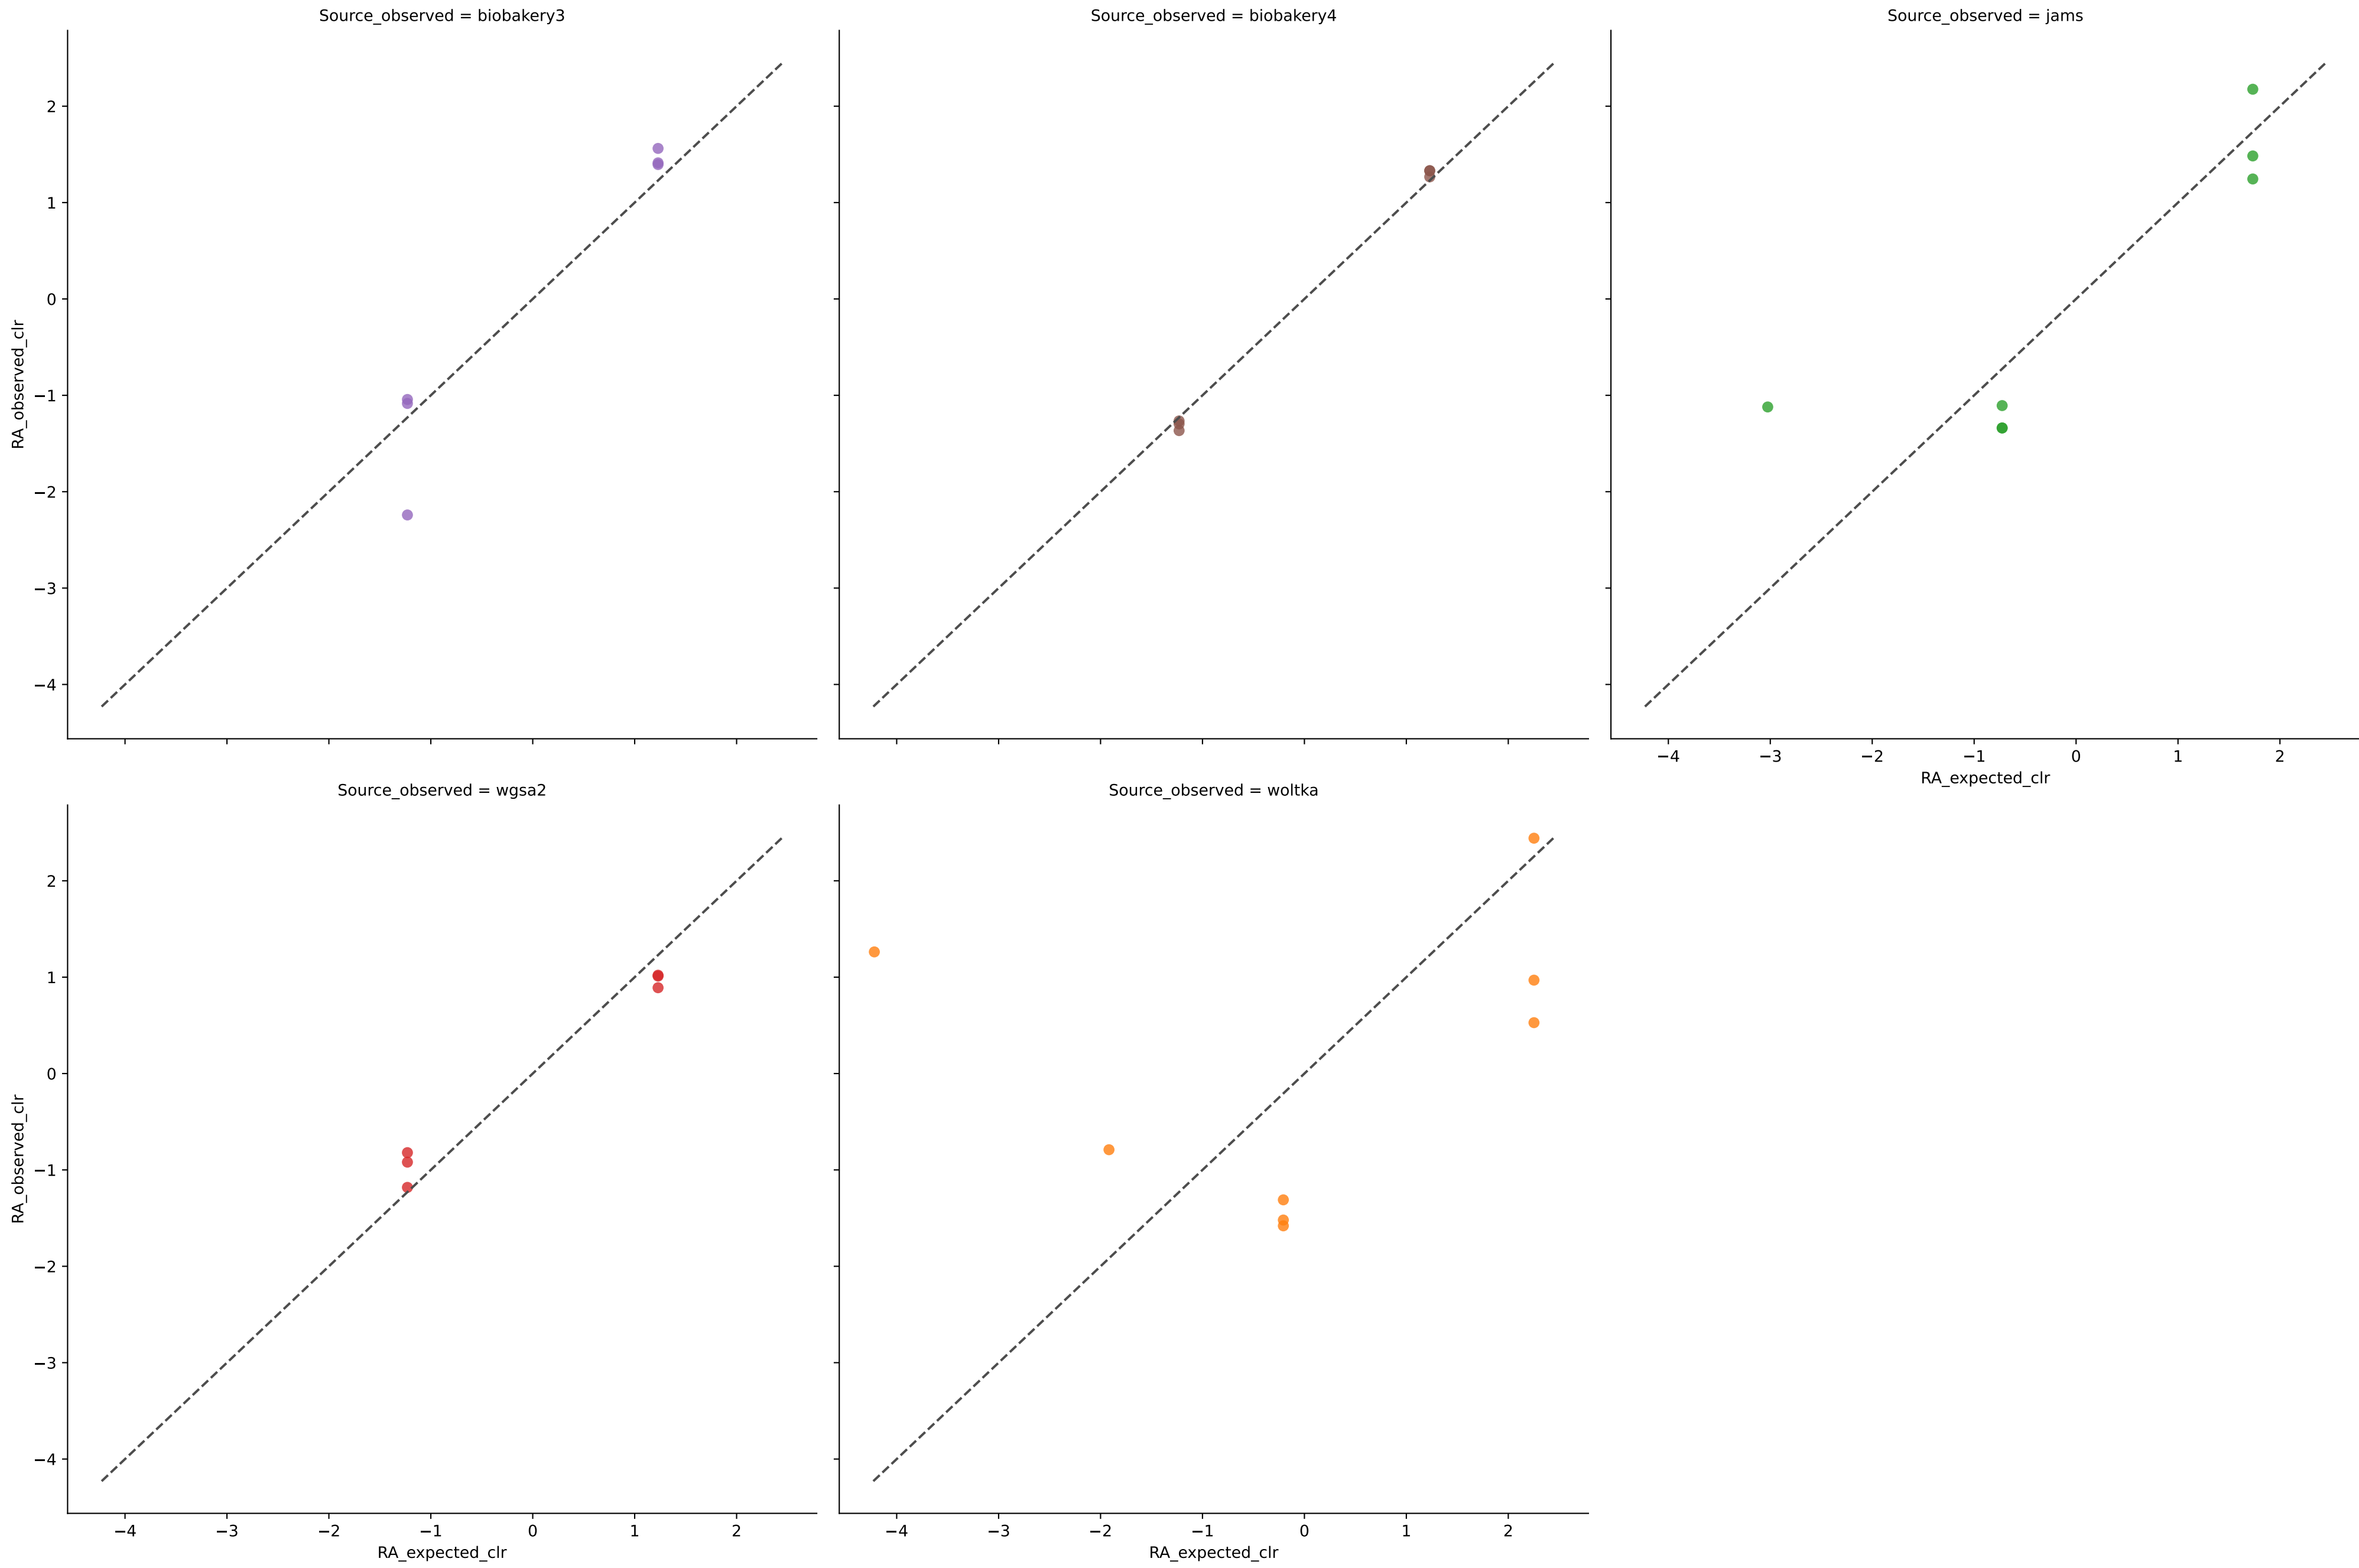 Source_observed = biobakery3
Source_observed = biobakery4
Source_observed = jams
2
1
0
−1
−2
−3
−4
RA_observed_clr
−4 −3 −2 −1 0 1 2
RA_expected_clr
Source_observed = wgsa2
Source_observed = woltka
2
1
0
−1
−2
−3
−4
RA_observed_clr
−4 −3 −2 −1 0 1 2
−4 −3 −2 −1 0 1 2
RA_expected_clr
RA_expected_clr